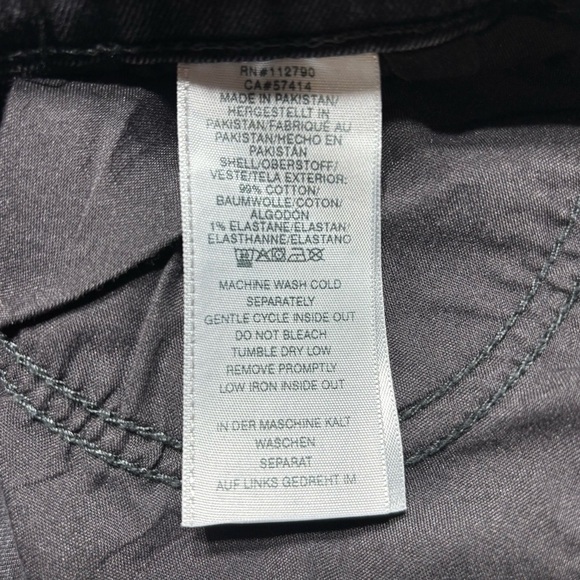 RN#112790
CA#57414
MADE IN PAKISTAN/
HERGESTELLT IN
PAKISTAN/FABRIQUE AU
PAKISTAN/HECHO EN
PAKISTÁN
SHELL/OBERSTOFF/
VESTE/TELA EXTERIOR:
99% COTTON/
BAUMWOLLE/COTON/
ALGODÓN
1% ELASTANE/ELASTAN/
ELASTHANNE/ELASTANO
MACHINE WASH COLD
SEPARATELY
GENTLE CYCLE INSIDE OUT
DO NOT BLEACH
TUMBLE DRY LOW
REMOVE PROMPTLY
LOW IRON INSIDE OUT
IN DER MASCHINE KALT
WASCHEN
SEPARAT
AUF LINKS GEDREHT IM